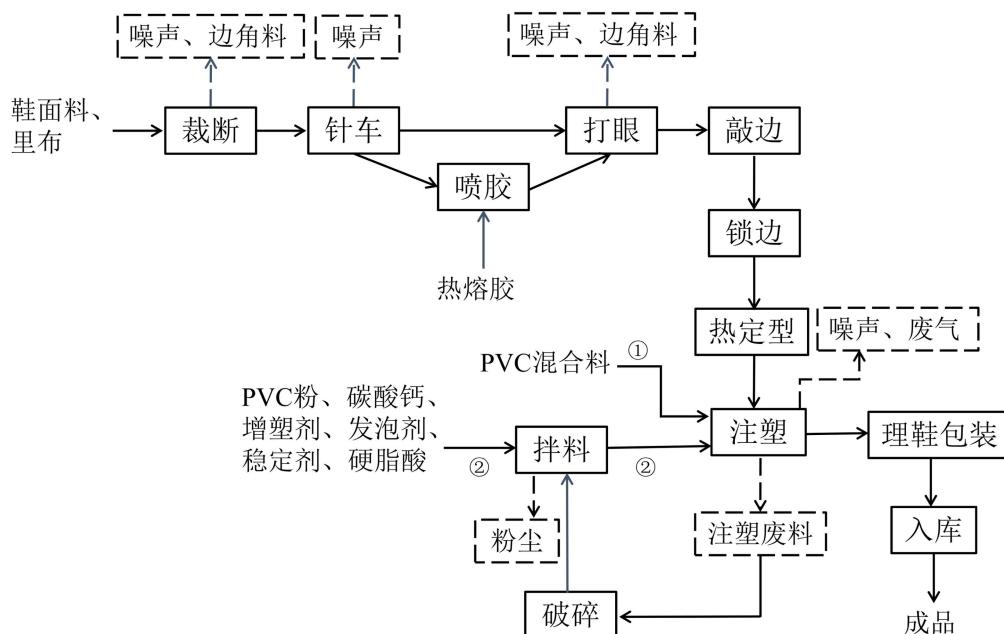 噪声、边角料
噪声
噪声、边角料
鞋面料、
里布
裁断
针车
打眼
敲边
喷胶
锁边
热熔胶
热定型
噪声、废气
PVC混合料
①
PVC粉、碳酸钙、
增塑剂、发泡剂、
稳定剂、硬脂酸
②
拌料
②
注塑
理鞋包装
粉尘
注塑废料
入库
破碎
成品